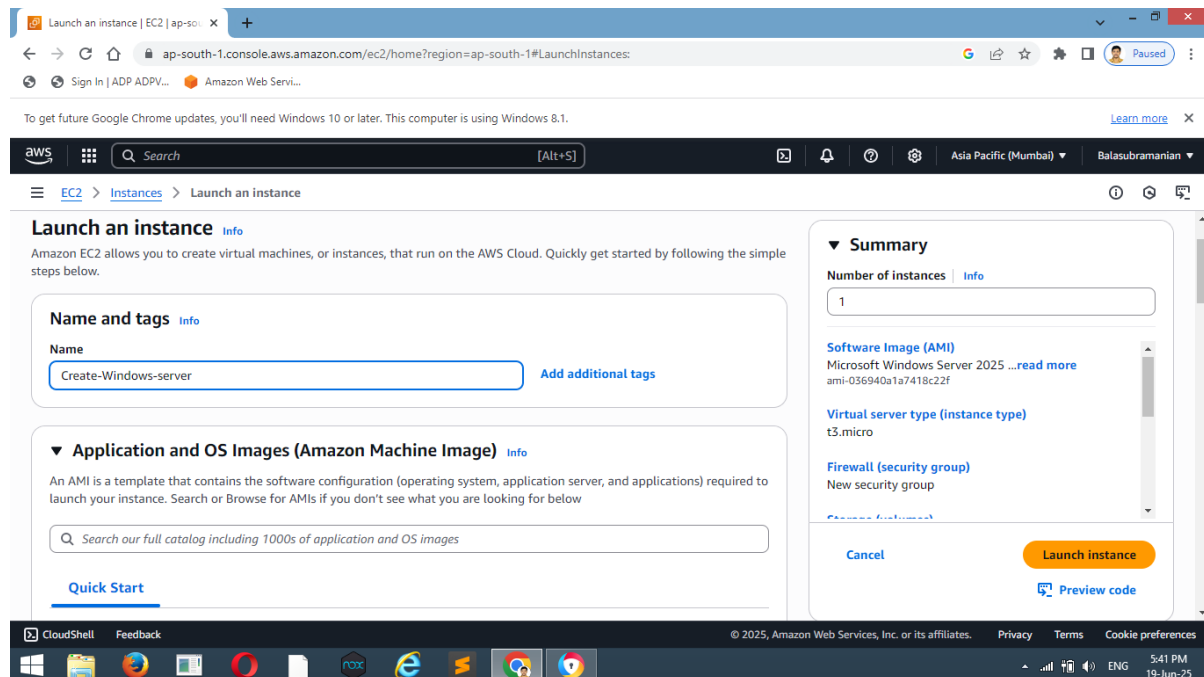 Launch an instance | EC2 | ap-sou
ap-south-1.console.aws.amazon.com/ec2/home?region=ap-south-1#LaunchInstances:
Paused
Sign In | ADP ADPV...
Amazon Web Servi...
To get future Google Chrome updates, you'll need Windows 10 or later. This computer is using Windows 8.1.
Learn more
aws
Search
[Alt+S]
Asia Pacific (Mumbai)
Balasubramanian
EC2 > Instances > Launch an instance
Launch an instance Info
Amazon EC2 allows you to create virtual machines, or instances, that run on the AWS Cloud. Quickly get started by following the simple
steps below.
Name and tags Info
Name
Create-Windows-server
Add additional tags
Application and OS Images (Amazon Machine Image) Info
An AMI is a template that contains the software configuration (operating system, application server, and applications) required to
launch your instance. Search or Browse for AMIs if you don't see what you are looking for below
Search our full catalog including 1000s of application and OS images
Quick Start
Summary
Number of instances Info
1
Software Image (AMI)
Microsoft Windows Server 2025 ...read more
ami-036940a1a7418c22f
Virtual server type (instance type)
t3.micro
Firewall (security group)
New security group
Storage (volumes)
Cancel
Launch instance
Preview code
CloudShell
Feedback
© 2025, Amazon Web Services, Inc. or its affiliates.
Privacy
Terms
Cookie preferences
nox
ENG
5:41 PM
19-Jun-25